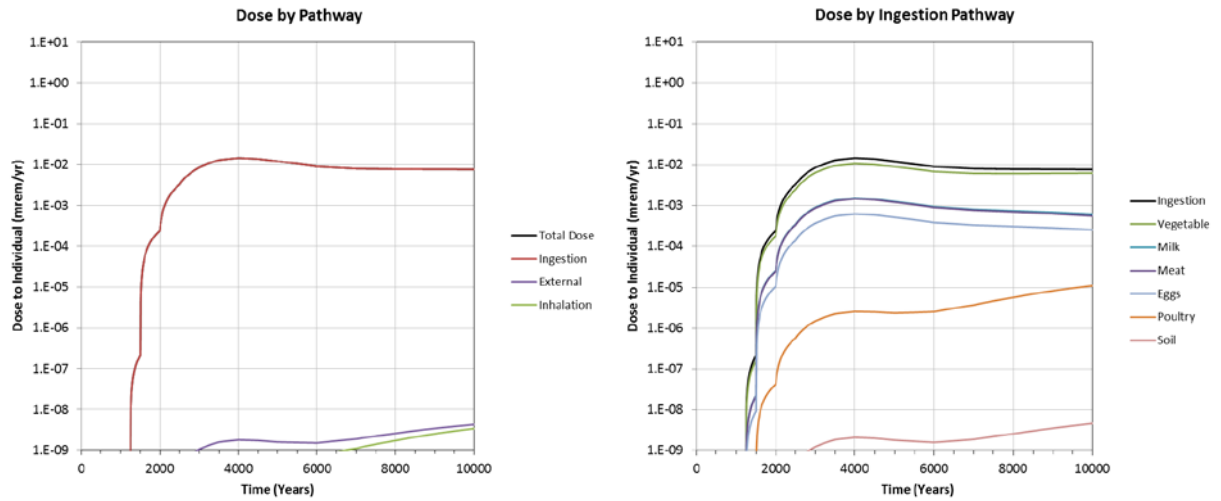 Dose by Pathway
1.E+01
1.E+00
1.E-01
1.E-02
1.E-03
1.E-04
1.E-05
1.E-06
1.E-07
1.E-08
1.E-09
Dose to Individual (mrem/yr)
0 2000 4000 6000 8000 10000
Time (Years)
Total Dose
Ingestion
External
Inhalation
Dose by Ingestion Pathway
1.E+01
1.E+00
1.E-01
1.E-02
1.E-03
1.E-04
1.E-05
1.E-06
1.E-07
1.E-08
1.E-09
Dose to Individual (mrem/yr)
0 2000 4000 6000 8000 10000
Time (Years)
Ingestion
Vegetable
Milk
Meat
Eggs
Poultry
Soil